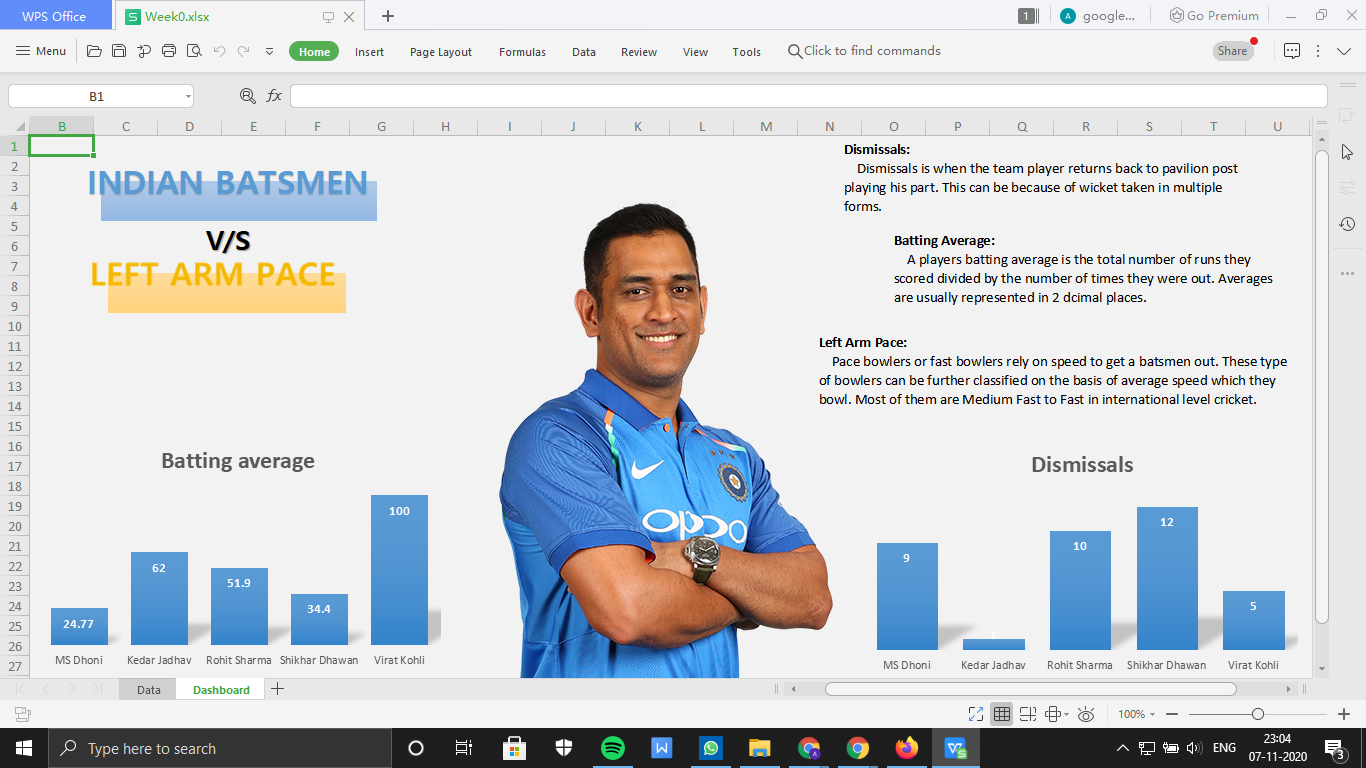 WPS Office
Week0.xlsx
1
google...
Go Premium
Menu
Home
Insert
Page Layout
Formulas
Data
Review
View
Tools
Click to find commands
Share
B1
fx
B C D E F G H I J K L M N O P Q R S T U
1
2
3
4
5
6
7
8
9
10
11
12
13
14
15
16
17
18
19
20
21
22
23
24
25
26
27
INDIAN BATSMEN
V/S
LEFT ARM PACE
Dismissals:
Dismissals is when the team player returns back to pavilion post
playing his part. This can be because of wicket taken in multiple
forms.
Batting Average:
A players batting average is the total number of runs they
scored divided by the number of times they were out. Averages
are usually represented in 2 dcimal places.
Left Arm Pace:
Pace bowlers or fast bowlers rely on speed to get a batsmen out. These type
of bowlers can be further classified on the basis of average speed which they
bowl. Most of them are Medium Fast to Fast in international level cricket.
Batting average
24.77
62
51.9
34.4
100
MS Dhoni
Kedar Jadhav
Rohit Sharma
Shikhar Dhawan
Virat Kohli
oppo
Dismissals
9
1
10
12
5
MS Dhoni
Kedar Jadhav
Rohit Sharma
Shikhar Dhawan
Virat Kohli
Data
Dashboard
100%
Type here to search
ENG
23:04
07-11-2020
3